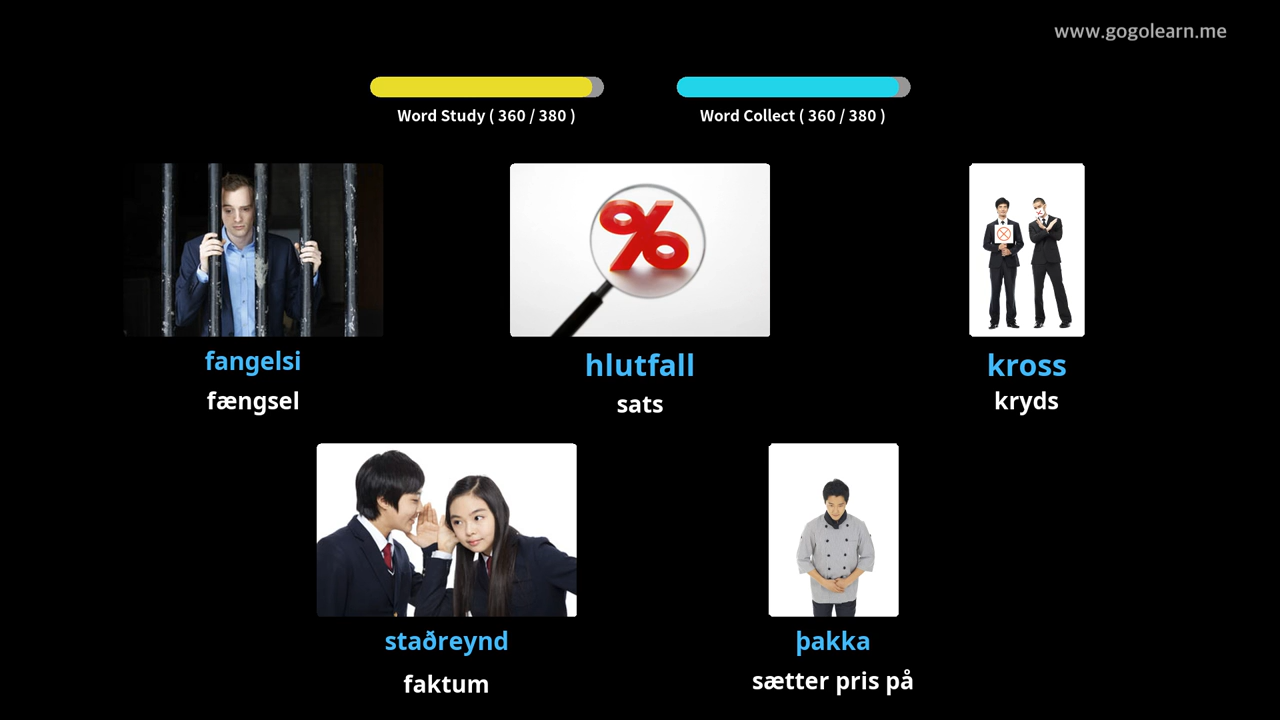 www.gogolearn.me
Word Study ( 360 / 380 )
Word Collect ( 360 / 380 )
%
fangelsi
fængsel
hlutfall
sats
kross
kryds
staðreynd
faktum
þakka
sætter pris på